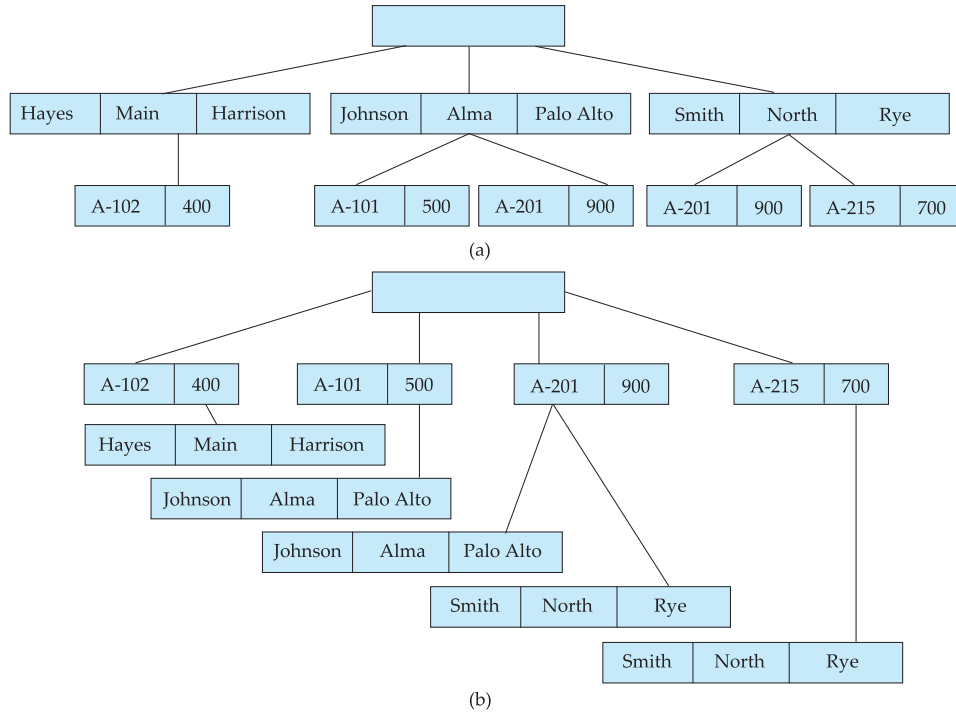 Hayes Main Harrison Johnson Alma Palo Alto Smith North Rye
A-102 400 A-101 500 A-201 900 A-201 900 A-215 700
(a)
A-102 400 A-101 500 A-201 900 A-215 700
Hayes Main Harrison
Johnson Alma Palo Alto
Johnson Alma Palo Alto
Smith North Rye
Smith North Rye
(b)